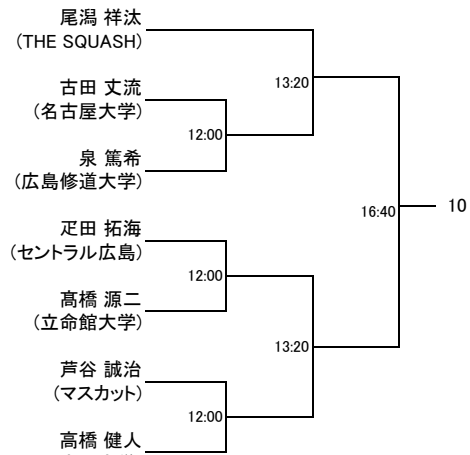 尾潟 祥汰
(THE SQUASH)
13:20
古田 丈流
(名古屋大学)
12:00
泉 篤希
(広島修道大学)
16:40
10
疋田 拓海
(セントラル広島)
12:00
髙橋 源二
(立命館大学)
13:20
芦谷 誠治
(マスカット)
12:00
高橋 健人